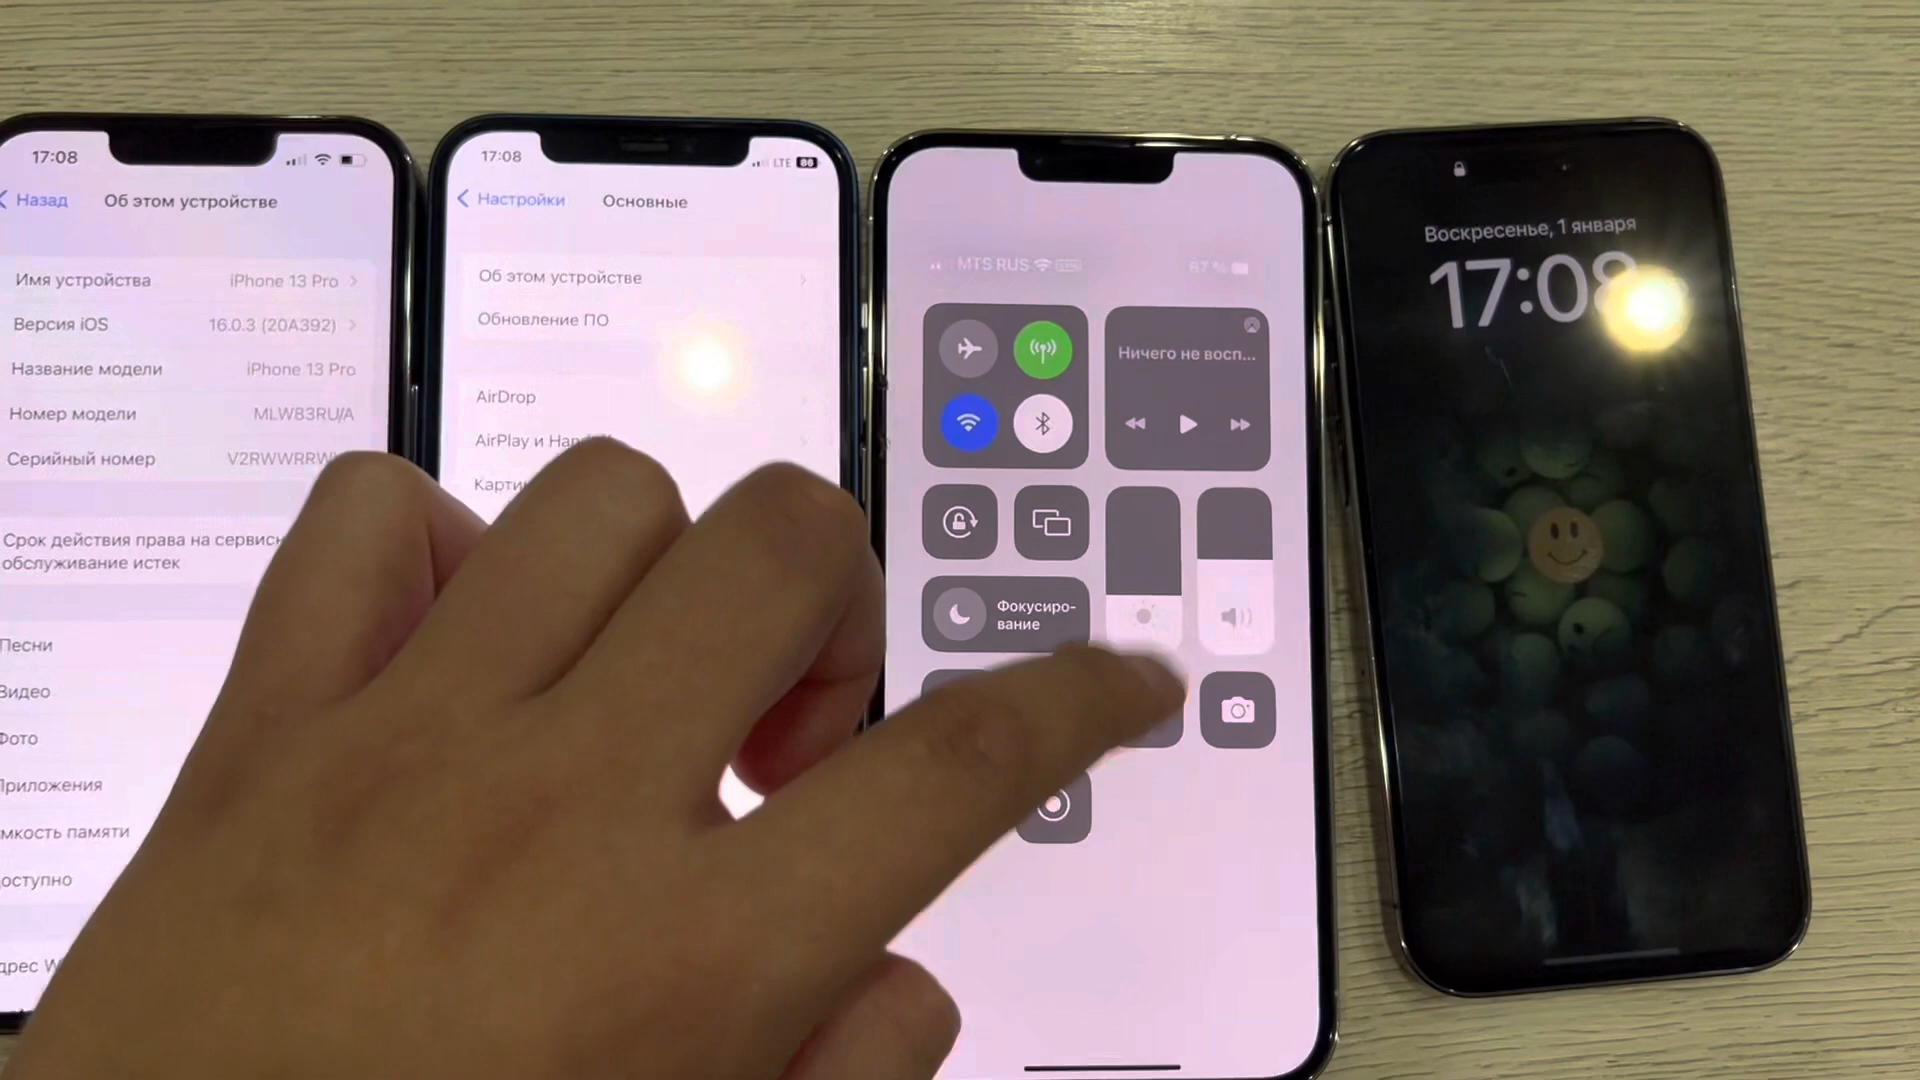 17:08
Назад
Об этом устройстве
Имя устройства
iPhone 13 Pro
Версия iOS
16.0.3 (20A392)
Название модели
iPhone 13 Pro
Номер модели
MLW83RU/A
Серийный номер
Срок действия права на
обслуживание истек
Песни
Видео
Фото
Приложения
памяти
17:08
LTE 86
Настройки
Основные
Об этом устройстве
Обновление ПО
AirDrop
AirPlay и
MTS RUS
87 %
Ничего не восп...
Фокусиро-
вание
Воскресенье, 1 января
17:08